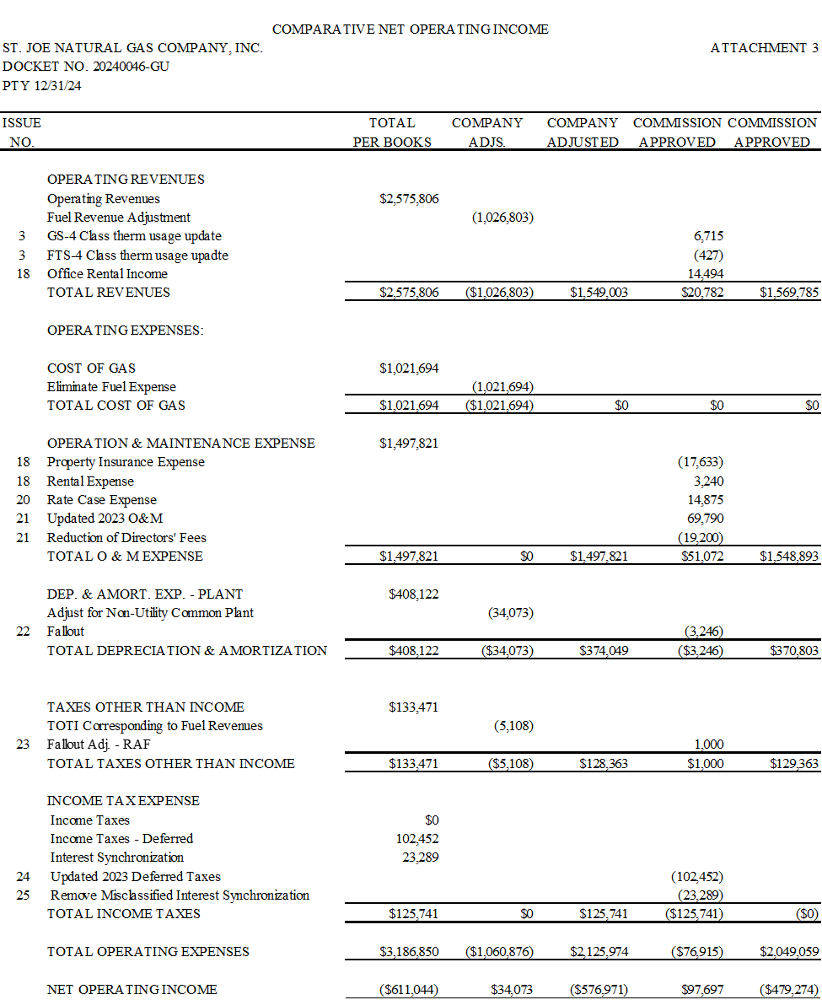 COMPARATIVE NET OPERATING INCOME
ST. JOE NATURAL GAS COMPANY, INC. ATTACHMENT 3
DOCKET NO. 20240046-GU
PTY 12/31/24
ISSUE TOTAL COMPANY COMPANY COMMISSION COMMISSION
NO. PER BOOKS ADJS. ADJUSTED APPROVED APPROVED
OPERATING REVENUES
Operating Revenues $2,575,806
Fuel Revenue Adjustment (1,026,803)
3 GS-4 Class therm usage update 6,715
3 FTS-4 Class therm usage upadte (427)
18 Office Rental Income 14,494
TOTAL REVENUES $2,575,806 ($1,026,803) $1,549,003 $20,782 $1,569,785
OPERATING EXPENSES:
COST OF GAS $1,021,694
Eliminate Fuel Expense (1,021,694)
TOTAL COST OF GAS $1,021,694 ($1,021,694) $0 $0 $0
OPERATION & MAINTENANCE EXPENSE $1,497,821
18 Property Insurance Expense (17,633)
18 Rental Expense 3,240
20 Rate Case Expense 14,875
21 Updated 2023 O&M 69,790
21 Reduction of Directors' Fees (19,200)
TOTAL O & M EXPENSE $1,497,821 $0 $1,497,821 $51,072 $1,548,893
DEP. & AMORT. EXP. - PLANT $408,122
Adjust for Non-Utility Common Plant (34,073)
22 Fallout (3,246)
TOTAL DEPRECIATION & AMORTIZATION $408,122 ($34,073) $374,049 ($3,246) $370,803
TAXES OTHER THAN INCOME $133,471
TOTI Corresponding to Fuel Revenues (5,108)
23 Fallout Adj. - RAF 1,000
TOTAL TAXES OTHER THAN INCOME $133,471 ($5,108) $128,363 $1,000 $129,363
INCOME TAX EXPENSE
Income Taxes $0
Income Taxes - Deferred 102,452
Interest Synchronization 23,289
24 Updated 2023 Deferred Taxes (102,452)
25 Remove Misclassified Interest Synchronization (23,289)
TOTAL INCOME TAXES $125,741 $0 $125,741 ($125,741) ($0)
TOTAL OPERATING EXPENSES $3,186,850 ($1,060,876) $2,125,974 ($76,915) $2,049,059
NET OPERATING INCOME ($611,044) $34,073 ($576,971) $97,697 ($479,274)